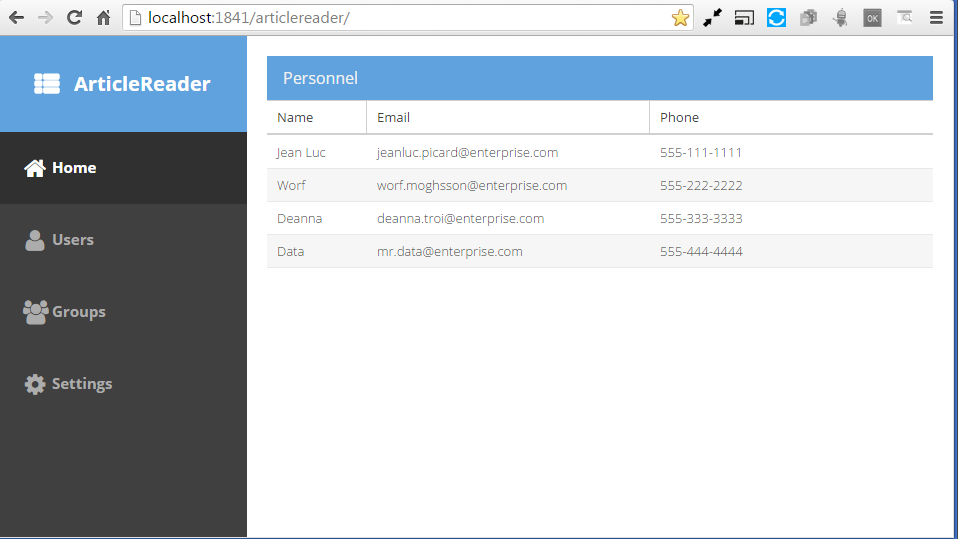 localhost:1841/articlereader/
OK
ArticleReader
Home
Users
Groups
Settings
Personnel
Name Email Phone
Jean Luc jeanluc.picard@enterprise.com 555-111-1111
Worf worf.moghsson@enterprise.com 555-222-2222
Deanna deanna.troi@enterprise.com 555-333-3333
Data mr.data@enterprise.com 555-444-4444